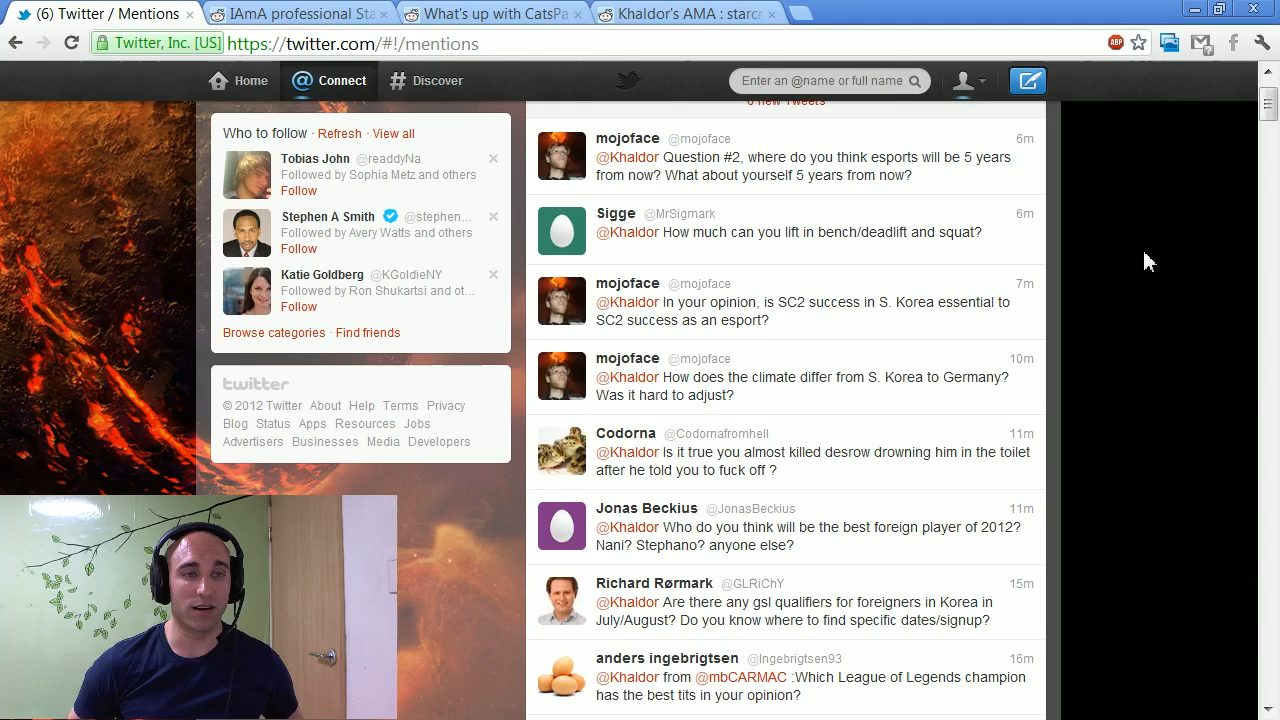 (6) Twitter / Mentions
IAmA professional Sta
What's up with CatsPa
Khaldor's AMA : starcr
Twitter, Inc. [US]
https://twitter.com/#!/mentions
ABP
Home
@ Connect
# Discover
Enter an @name or full name
6 new Tweets
Who to follow · Refresh · View all
Tobias John @readdyNa
Followed by Sophia Metz and others
Follow
Stephen A Smith @stephen...
Followed by Avery Watts and others
Follow
Katie Goldberg @KGoldieNY
Followed by Ron Shukartsi and ot...
Follow
Browse categories · Find friends
twitter
© 2012 Twitter About Help Terms Privacy
Blog Status Apps Resources Jobs
Advertisers Businesses Media Developers
mojoface @mojoface 6m
@Khaldor Question #2, where do you think esports will be 5 years
from now? What about yourself 5 years from now?
Sigge @MrSigmark 6m
@Khaldor How much can you lift in bench/deadlift and squat?
mojoface @mojoface 7m
@Khaldor In your opinion, is SC2 success in S. Korea essential to
SC2 success as an esport?
mojoface @mojoface 10m
@Khaldor How does the climate differ from S. Korea to Germany?
Was it hard to adjust?
Codorna @Codornafromhell 11m
@Khaldor Is it true you almost killed desrow drowning him in the toilet
after he told you to fuck off ?
Jonas Beckius @JonasBeckius 11m
@Khaldor Who do you think will be the best foreign player of 2012?
Nani? Stephano? anyone else?
Richard Rørmark @GLRiChY 15m
@Khaldor Are there any gsl qualifiers for foreigners in Korea in
July/August? Do you know where to find specific dates/signup?
anders ingebrigtsen @Ingebrigtsen93 16m
@Khaldor from @mbCARMAC :Which League of Legends champion
has the best tits in your opinion?